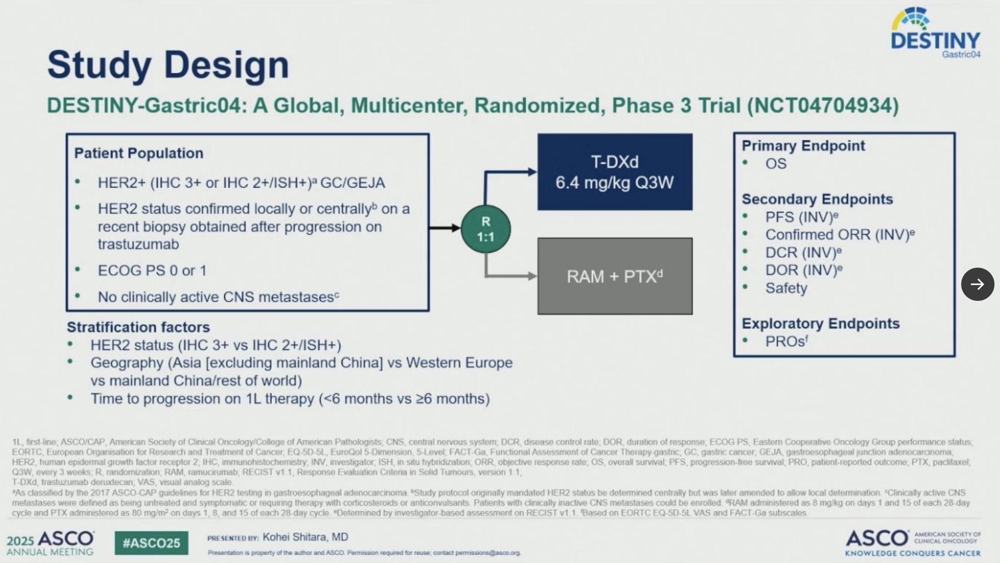 DESTINY
Gastric04
Study Design
DESTINY-Gastric04: A Global, Multicenter, Randomized, Phase 3 Trial (NCT04704934)
Patient Population
• HER2+ (IHC 3+ or IHC 2+/ISH+)ᵃ GC/GEJA
• HER2 status confirmed locally or centrallyᵇ on a
recent biopsy obtained after progression on
trastuzumab
• ECOG PS 0 or 1
• No clinically active CNS metastasesᶜ
Stratification factors
• HER2 status (IHC 3+ vs IHC 2+/ISH+)
• Geography (Asia [excluding mainland China] vs Western Europe
vs mainland China/rest of world)
• Time to progression on 1L therapy (<6 months vs ≥6 months)
R
1:1
T-DXd
6.4 mg/kg Q3W
RAM + PTXᵈ
Primary Endpoint
• OS
Secondary Endpoints
• PFS (INV)ᵉ
• Confirmed ORR (INV)ᵉ
• DCR (INV)ᵉ
• DOR (INV)ᵉ
• Safety
Exploratory Endpoints
• PROsᶠ
1L, first-line; ASCO/CAP, American Society of Clinical Oncology/College of American Pathologists; CNS, central nervous system; DCR, disease control rate; DOR, duration of response; ECOG PS, Eastern Cooperative Oncology Group performance status;
EORTC, European Organisation for Research and Treatment of Cancer; EQ-5D-5L, EuroQol 5-Dimension, 5-Level; FACT-Ga, Functional Assessment of Cancer Therapy-gastric; GC, gastric cancer; GEJA, gastroesophageal junction adenocarcinoma;
HER2, human epidermal growth factor receptor 2; IHC, immunohistochemistry; INV, investigator; ISH, in situ hybridization; ORR, objective response rate; OS, overall survival; PFS, progression-free survival, PRO, patient-reported outcome; PTX, paclitaxel;
Q3W, every 3 weeks; R, randomization; RAM, ramucirumab; RECIST v1.1, Response Evaluation Criteria in Solid Tumours, version 1.1;
T-DXd, trastuzumab deruxtecan; VAS, visual analog scale.
ᵃAs classified by the 2017 ASCO-CAP guidelines for HER2 testing in gastroesophageal adenocarcinoma. ᵇStudy protocol originally mandated HER2 status be determined centrally but was later amended to allow local determination. ᶜClinically active CNS
metastases were defined as being untreated and symptomatic or requiring therapy with corticosteroids or anticonvulsants. Patients with clinically inactive CNS metastases could be enrolled. ᵈRAM administered as 8 mg/kg on days 1 and 15 of each 28-day
cycle and PTX administered as 80 mg/m² on days 1, 8, and 15 of each 28-day cycle. ᵉDetermined by investigator-based assessment on RECIST v1.1. ᶠBased on EORTC EQ-5D-5L VAS and FACT-Ga subscales
2025 ASCO
ANNUAL MEETING
#ASCO25
PRESENTED BY: Kohei Shitara, MD
Presentation is property of the author and ASCO. Permission required for reuse; contact permissions@asco.org.
ASCO AMERICAN SOCIETY OF
CLINICAL ONCOLOGY
KNOWLEDGE CONQUERS CANCER